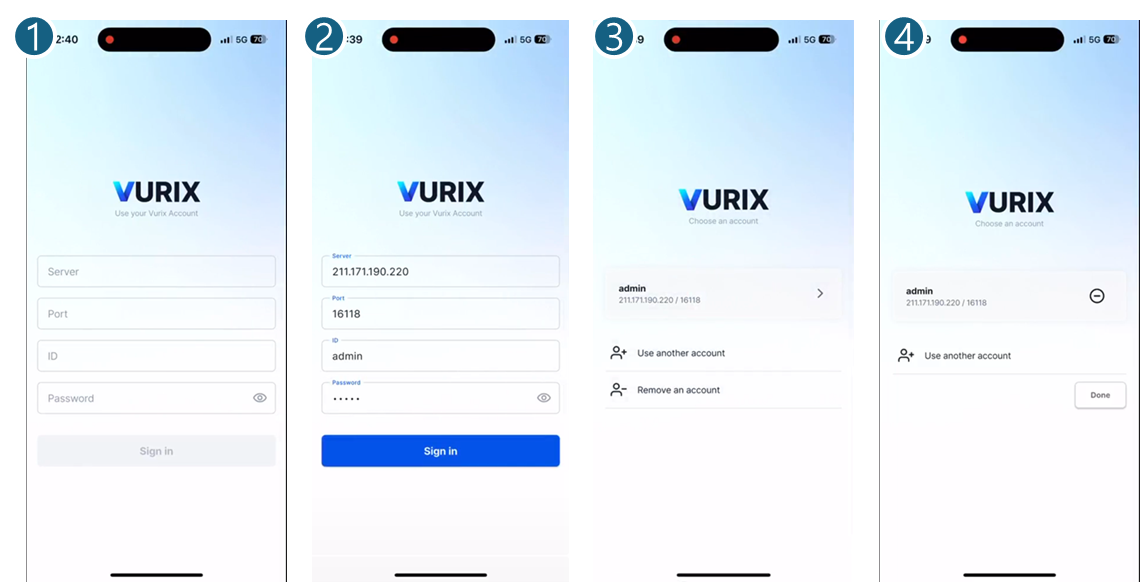 1
2:40
5G 70
VURIX
Use your Vurix Account
Server
Port
ID
Password
Sign in
2
:39
5G 70
VURIX
Use your Vurix Account
Server
211.171.190.220
Port
16118
ID
admin
Password
•••••
Sign in
3
9
5G 70
VURIX
Choose an account
admin
211.171.190.220 / 16118
Use another account
Remove an account
4
9
5G 70
VURIX
Choose an account
admin
211.171.190.220 / 16118
Use another account
Done